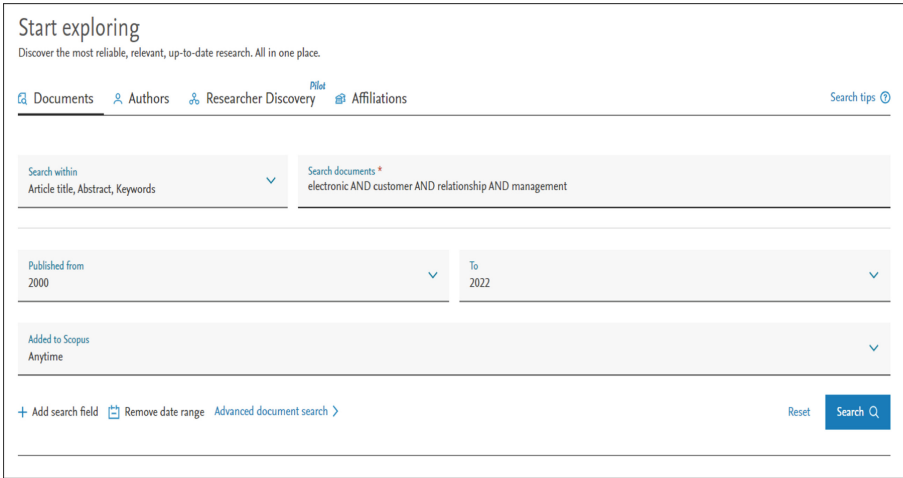 Start exploring
Discover the most reliable, relevant, up-to-date research. All in one place.
Documents Authors Researcher Discovery Pilot Affiliations Search tips
Search within
Article title, Abstract, Keywords
Search documents *
electronic AND customer AND relationship AND management
Published from
2000
To
2022
Added to Scopus
Anytime
+ Add search field Remove date range Advanced document search > Reset Search